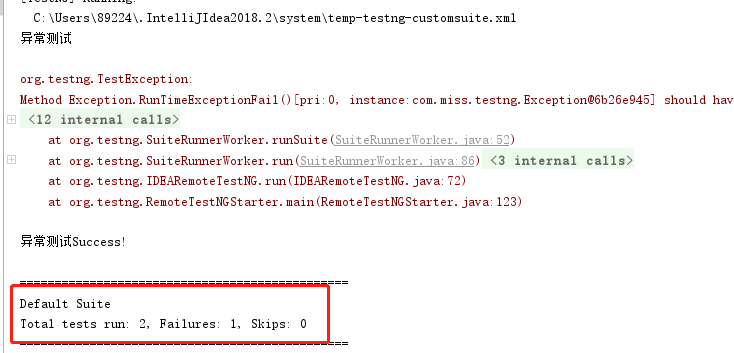 [TestNG] Running:
C:\Users\89224\.IntelliJIdea2018.2\system\temp-testng-customsuite.xml
异常测试
org.testng.TestException:
Method Exception.RunTimeExceptionFail()[pri:0, instance:com.miss.testng.Exception@6b26e945] should hav
<12 internal calls>
at org.testng.SuiteRunnerWorker.runSuite(SuiteRunnerWorker.java:52)
at org.testng.SuiteRunnerWorker.run(SuiteRunnerWorker.java:86) <3 internal calls>
at org.testng.IDEARemoteTestNG.run(IDEARemoteTestNG.java:72)
at org.testng.RemoteTestNGStarter.main(RemoteTestNGStarter.java:123)
异常测试Success!
===============================================
Default Suite
Total tests run: 2, Failures: 1, Skips: 0
===============================================